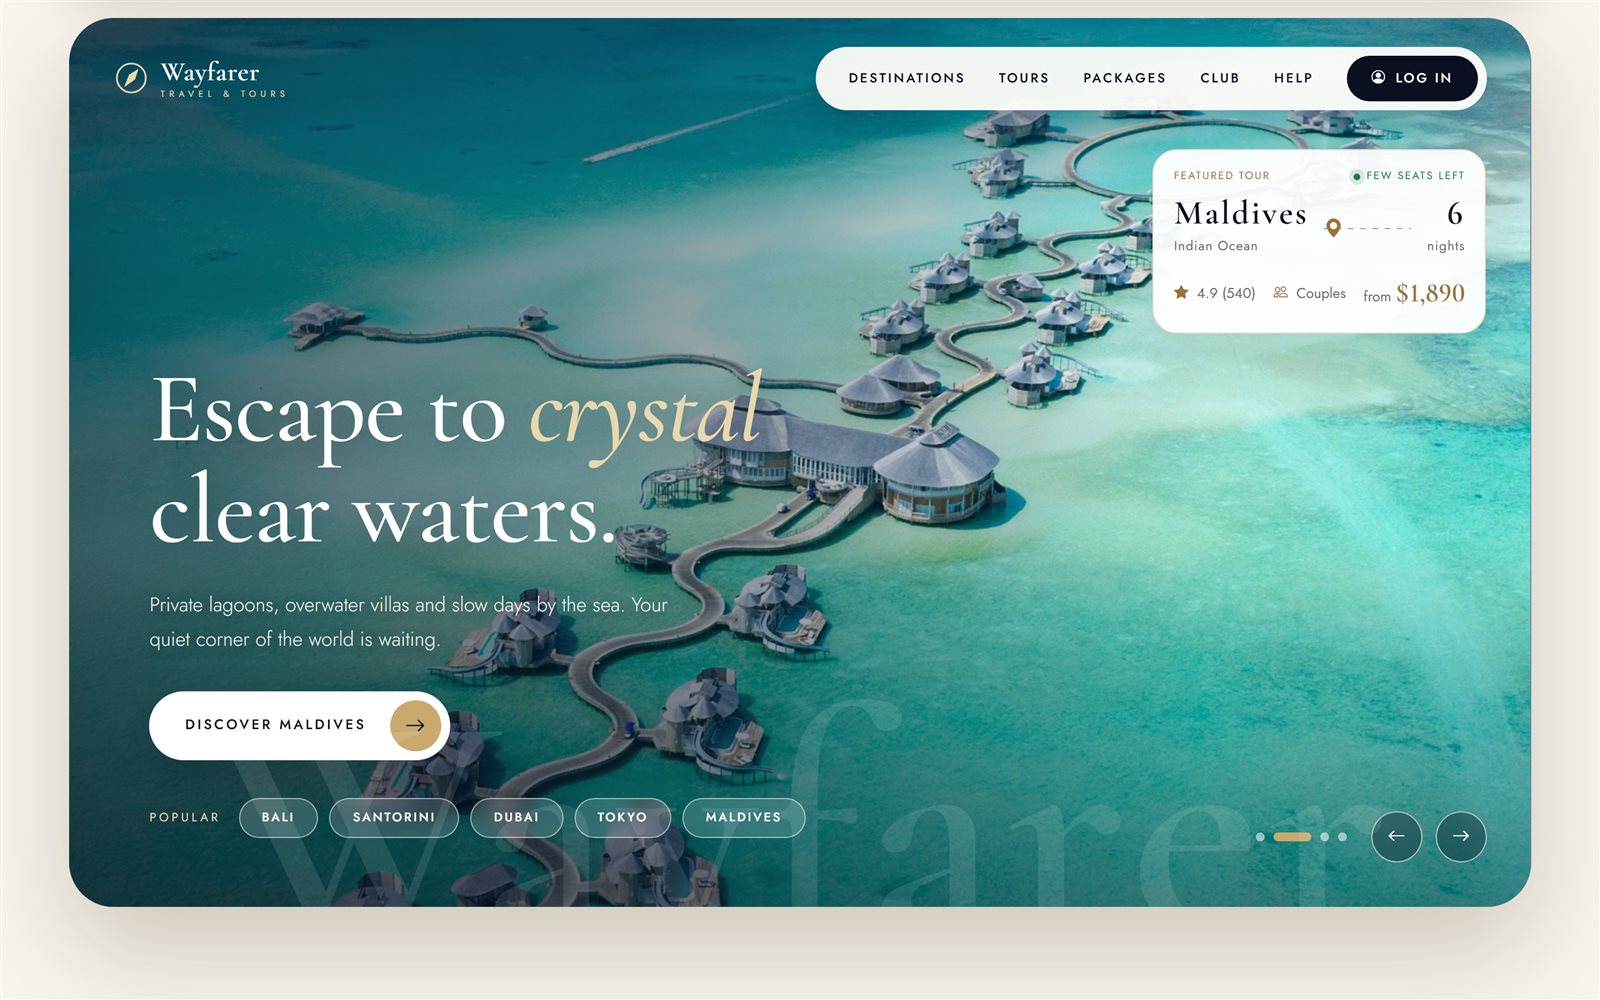 Wayfarer
TRAVEL & TOURS
DESTINATIONS TOURS PACKAGES CLUB HELP LOG IN
FEATURED TOUR FEW SEATS LEFT
Maldives 6
Indian Ocean nights
4.9 (540) Couples from $1,890
Escape to crystal
clear waters.
Private lagoons, overwater villas and slow days by the sea. Your
quiet corner of the world is waiting.
DISCOVER MALDIVES
POPULAR BALI SANTORINI DUBAI TOKYO MALDIVES
Wayfarer